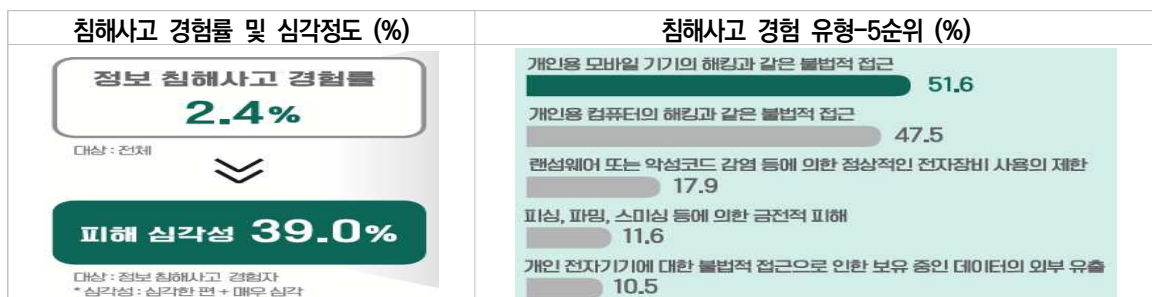 침해사고 경험률 및 심각정도 (%)
정보 침해사고 경험률
2.4%
대상 : 전체
피해 심각성 39.0%
대상 : 정보 침해사고 경험자
* 심각성 : 심각한 편 + 매우 심각
침해사고 경험 유형-5순위 (%)
개인용 모바일 기기의 해킹과 같은 불법적 접근
51.6
개인용 컴퓨터의 해킹과 같은 불법적 접근
47.5
랜섬웨어 또는 악성코드 감염 등에 의한 정상적인 전자장비 사용의 제한
17.9
피싱, 파밍, 스미싱 등에 의한 금전적 피해
11.6
개인 전자기기에 대한 불법적 접근으로 인한 보유 중인 데이터의 외부 유출
10.5